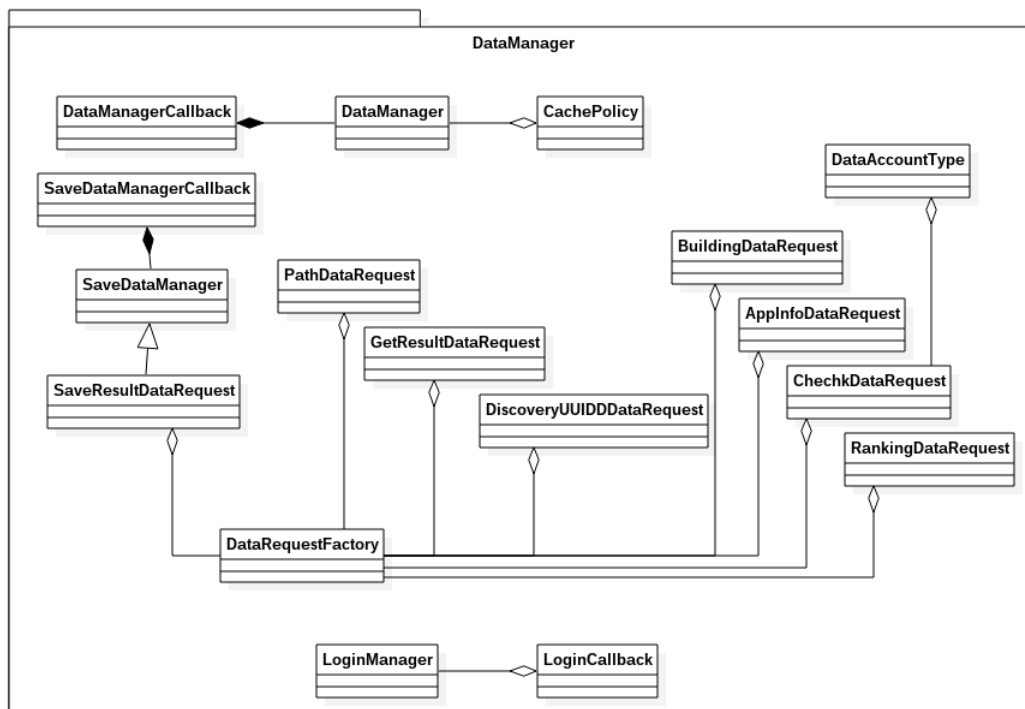 DataManager
DataManagerCallback
DataManager
CachePolicy
DataAccountType
SaveDataManagerCallback
BuildingDataRequest
SaveDataManager
PathDataRequest
AppInfoDataRequest
GetResultDataRequest
ChechkDataRequest
SaveResultDataRequest
DiscoveryUUIDDDataRequest
RankingDataRequest
DataRequestFactory
LoginManager
LoginCallback